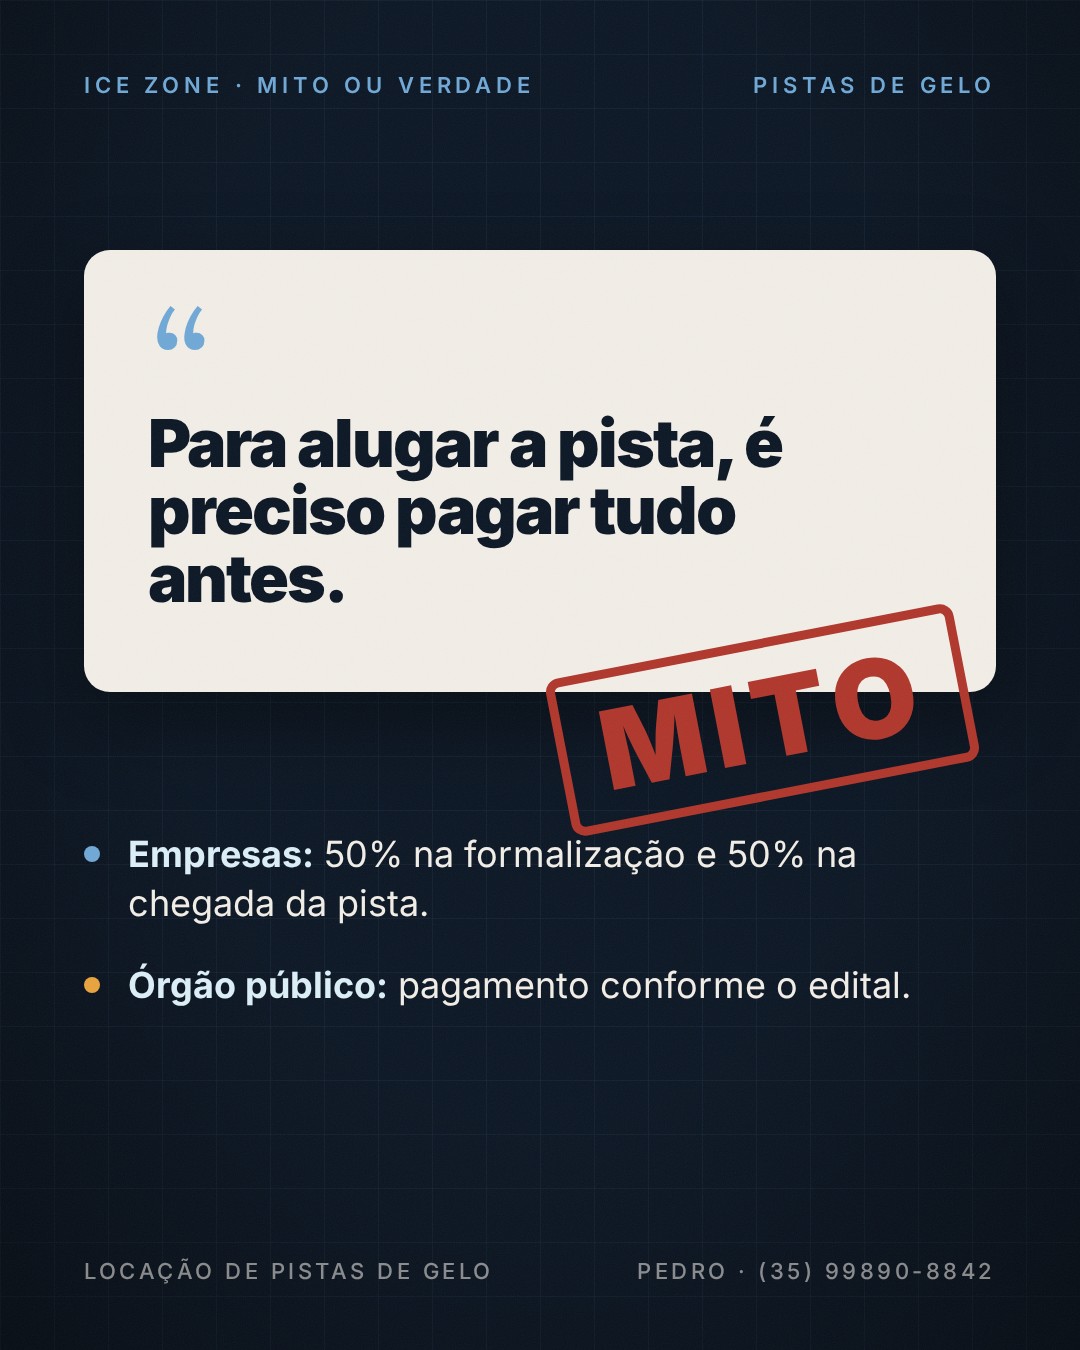 ICE ZONE · MITO OU VERDADE
PISTAS DE GELO
“
Para alugar a pista, é
preciso pagar tudo
antes.
MITO
Empresas: 50% na formalização e 50% na
chegada da pista.
Órgão público: pagamento conforme o edital.
LOCAÇÃO DE PISTAS DE GELO
PEDRO · (35) 99890-8842